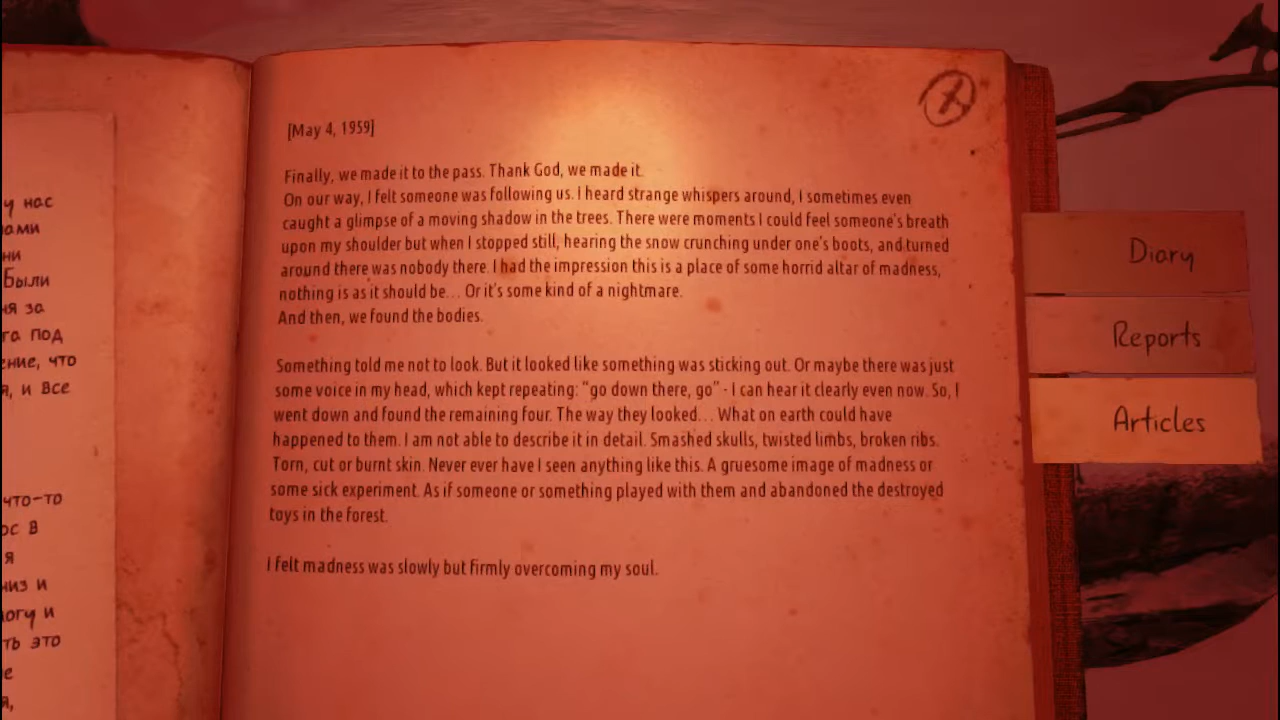 у нас
ами
ни
Были
ня за
га под
ение, что
я, и все
что-то
ос в
я
низ и
могу и
ть это
е
я,
[May 4, 1959]
Finally, we made it to the pass. Thank God, we made it.
On our way, I felt someone was following us. I heard strange whispers around, I sometimes even
caught a glimpse of a moving shadow in the trees. There were moments I could feel someone's breath
upon my shoulder but when I stopped still, hearing the snow crunching under one's boots, and turned
around there was nobody there. I had the impression this is a place of some horrid altar of madness,
nothing is as it should be... Or it's some kind of a nightmare.
And then, we found the bodies.
Something told me not to look. But it looked like something was sticking out. Or maybe there was just
some voice in my head, which kept repeating: "go down there, go" - I can hear it clearly even now. So, I
went down and found the remaining four. The way they looked... What on earth could have
happened to them. I am not able to describe it in detail. Smashed skulls, twisted limbs, broken ribs.
Torn, cut or burnt skin. Never ever have I seen anything like this. A gruesome image of madness or
some sick experiment. As if someone or something played with them and abandoned the destroyed
toys in the forest.
I felt madness was slowly but firmly overcoming my soul.
Diary
Reports
Articles